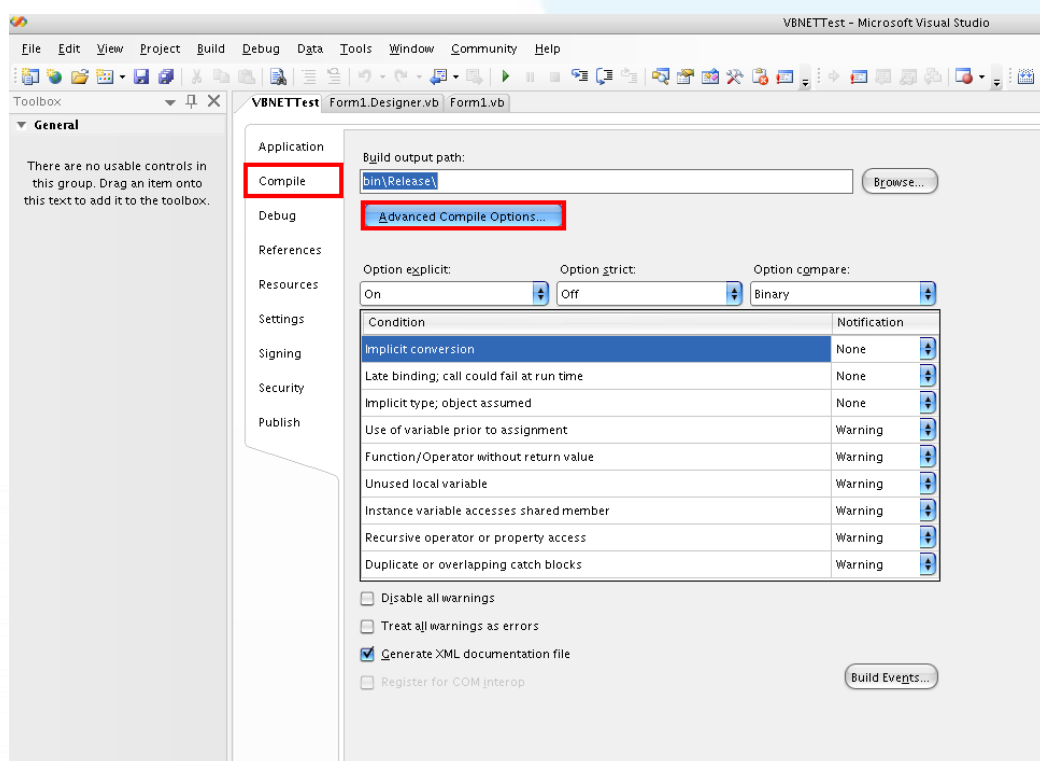 VBNETTest - Microsoft Visual Studio
File Edit View Project Build Debug Data Tools Window Community Help
Toolbox
VBNETTest Form1.Designer.vb Form1.vb
General
There are no usable controls in
this group. Drag an item onto
this text to add it to the toolbox.
Application
Compile
Debug
References
Resources
Settings
Signing
Security
Publish
Build output path:
bin\Release\
Browse...
Advanced Compile Options...
Option explicit: Option strict: Option compare:
On Off Binary
Condition Notification
Implicit conversion None
Late binding; call could fail at run time None
Implicit type; object assumed None
Use of variable prior to assignment Warning
Function/Operator without return value Warning
Unused local variable Warning
Instance variable accesses shared member Warning
Recursive operator or property access Warning
Duplicate or overlapping catch blocks Warning
Disable all warnings
Treat all warnings as errors
Generate XML documentation file
Register for COM interop
Build Events...